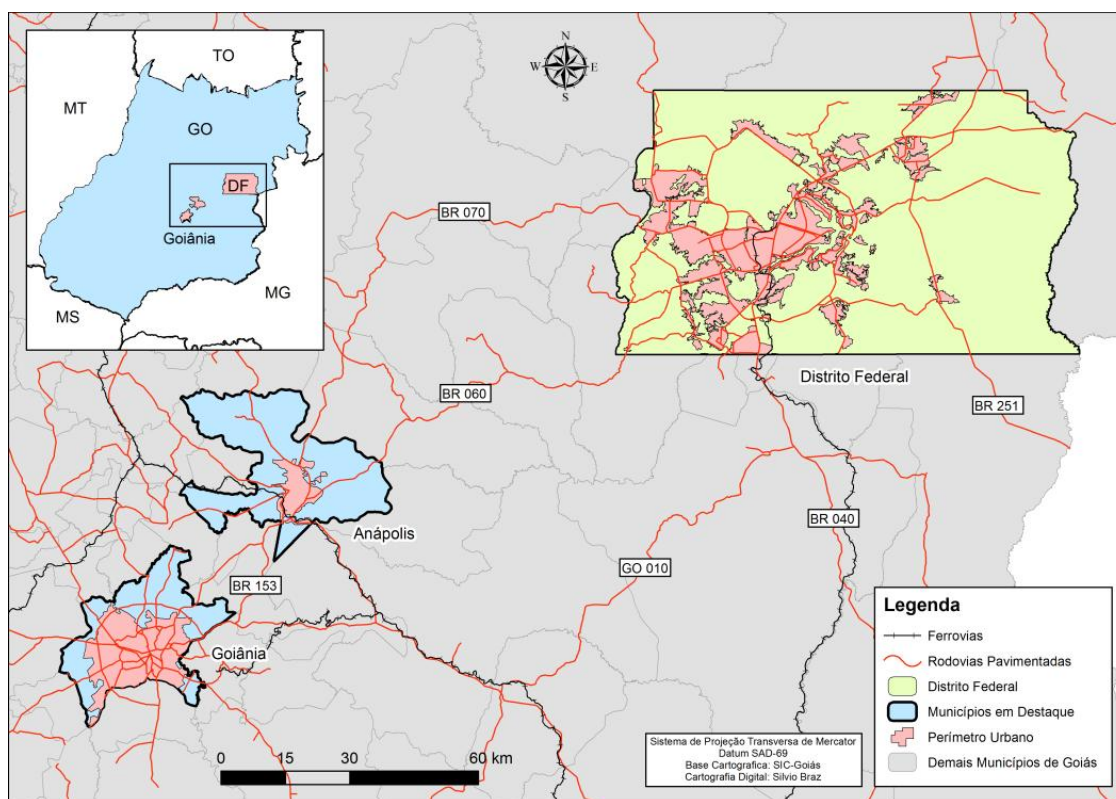 TO
MT
GO
DF
Goiânia
MG
MS
N
W E
S
BR 070
BR 060
Distrito Federal
BR 251
Anápolis
BR 040
GO 010
BR 153
Goiânia
Legenda
Ferrovias
Rodovias Pavimentadas
Distrito Federal
Municípios em Destaque
Perímetro Urbano
Demais Municípios de Goiás
Sistema de Projeção Transversa de Mercator
Datum SAD-69
Base Cartografica: SIC-Goiás
Cartografia Digital: Silvio Braz
0 15 30 60 km